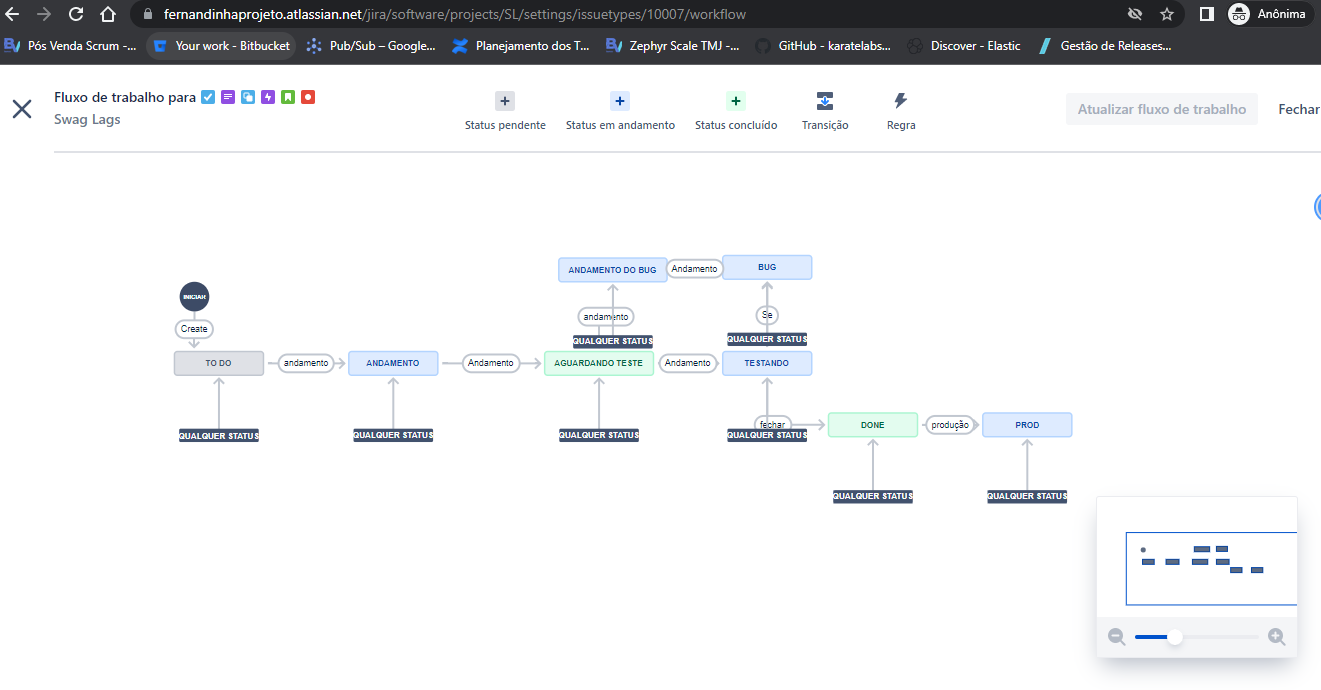 fernandinhaprojeto.atlassian.net/jira/software/projects/SL/settings/issuetypes/10007/workflow
Anônima
Pós Venda Scrum -...
Your work - Bitbucket
Pub/Sub – Google...
Planejamento dos T...
Zephyr Scale TMJ -...
GitHub - karatelabs...
Discover - Elastic
Gestão de Releases...
Fluxo de trabalho para
Swag Lags
Status pendente
Status em andamento
Status concluído
Transição
Regra
Atualizar fluxo de trabalho
Fechar
ANDAMENTO DO BUG
Andamento
BUG
INICIAR
Create
andamento
Se
QUALQUER STATUS
QUALQUER STATUS
TO DO
andamento
ANDAMENTO
Andamento
AGUARDANDO TESTE
Andamento
TESTANDO
fechar
DONE
produção
PROD
QUALQUER STATUS
QUALQUER STATUS
QUALQUER STATUS
QUALQUER STATUS
QUALQUER STATUS
QUALQUER STATUS